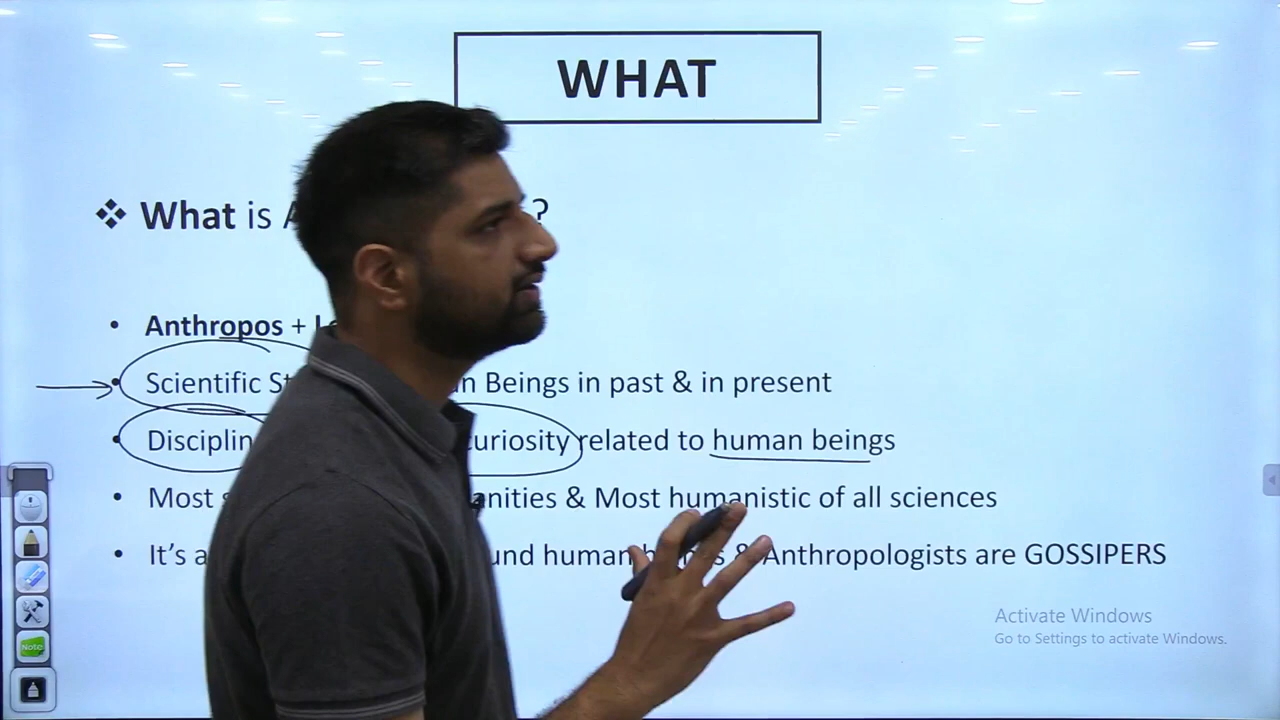 WHAT
What is A ?
Anthropos +
Scientific St n Beings in past & in present
Disciplin curiosity related to human beings
Most s anities & Most humanistic of all sciences
It's a und human & Anthropologists are GOSSIPERS
Activate Windows
Go to Settings to activate Windows.
Note